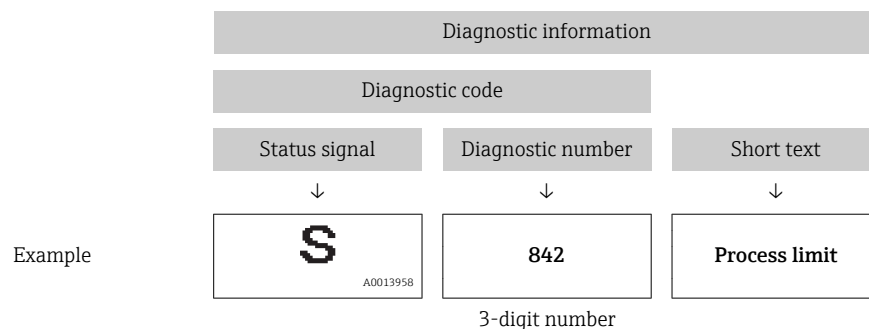 Diagnostic information
Diagnostic code
Status signal Diagnostic number Short text
↓ ↓ ↓
Example S 842 Process limit
A0013958
3-digit number